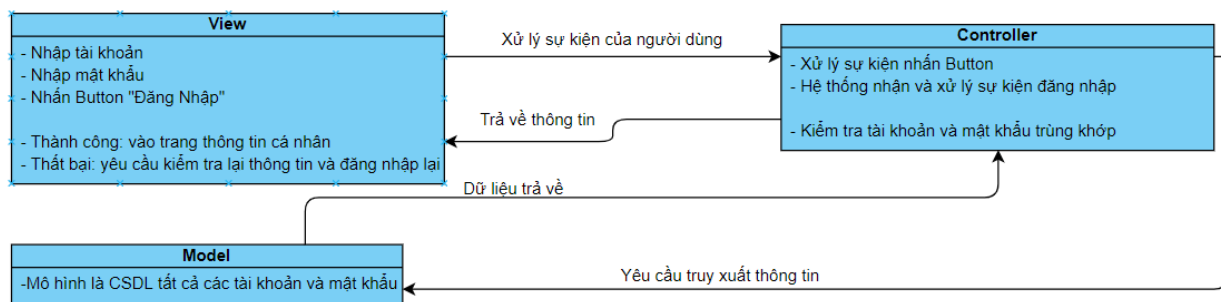 View
- Nhập tài khoản
- Nhập mật khẩu
- Nhấn Button "Đăng Nhập"
- Thành công: vào trang thông tin cá nhân
- Thất bại: yêu cầu kiểm tra lại thông tin và đăng nhập lại
Xử lý sự kiện của người dùng
Trả về thông tin
Controller
- Xử lý sự kiện nhấn Button
- Hệ thống nhận và xử lý sự kiện đăng nhập
- Kiểm tra tài khoản và mật khẩu trùng khớp
Dữ liệu trả về
Model
-Mô hình là CSDL tất cả các tài khoản và mật khẩu
Yêu cầu truy xuất thông tin